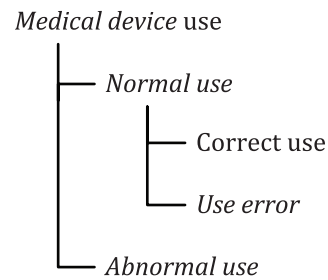 Medical device use
Normal use
Correct use
Use error
Abnormal use